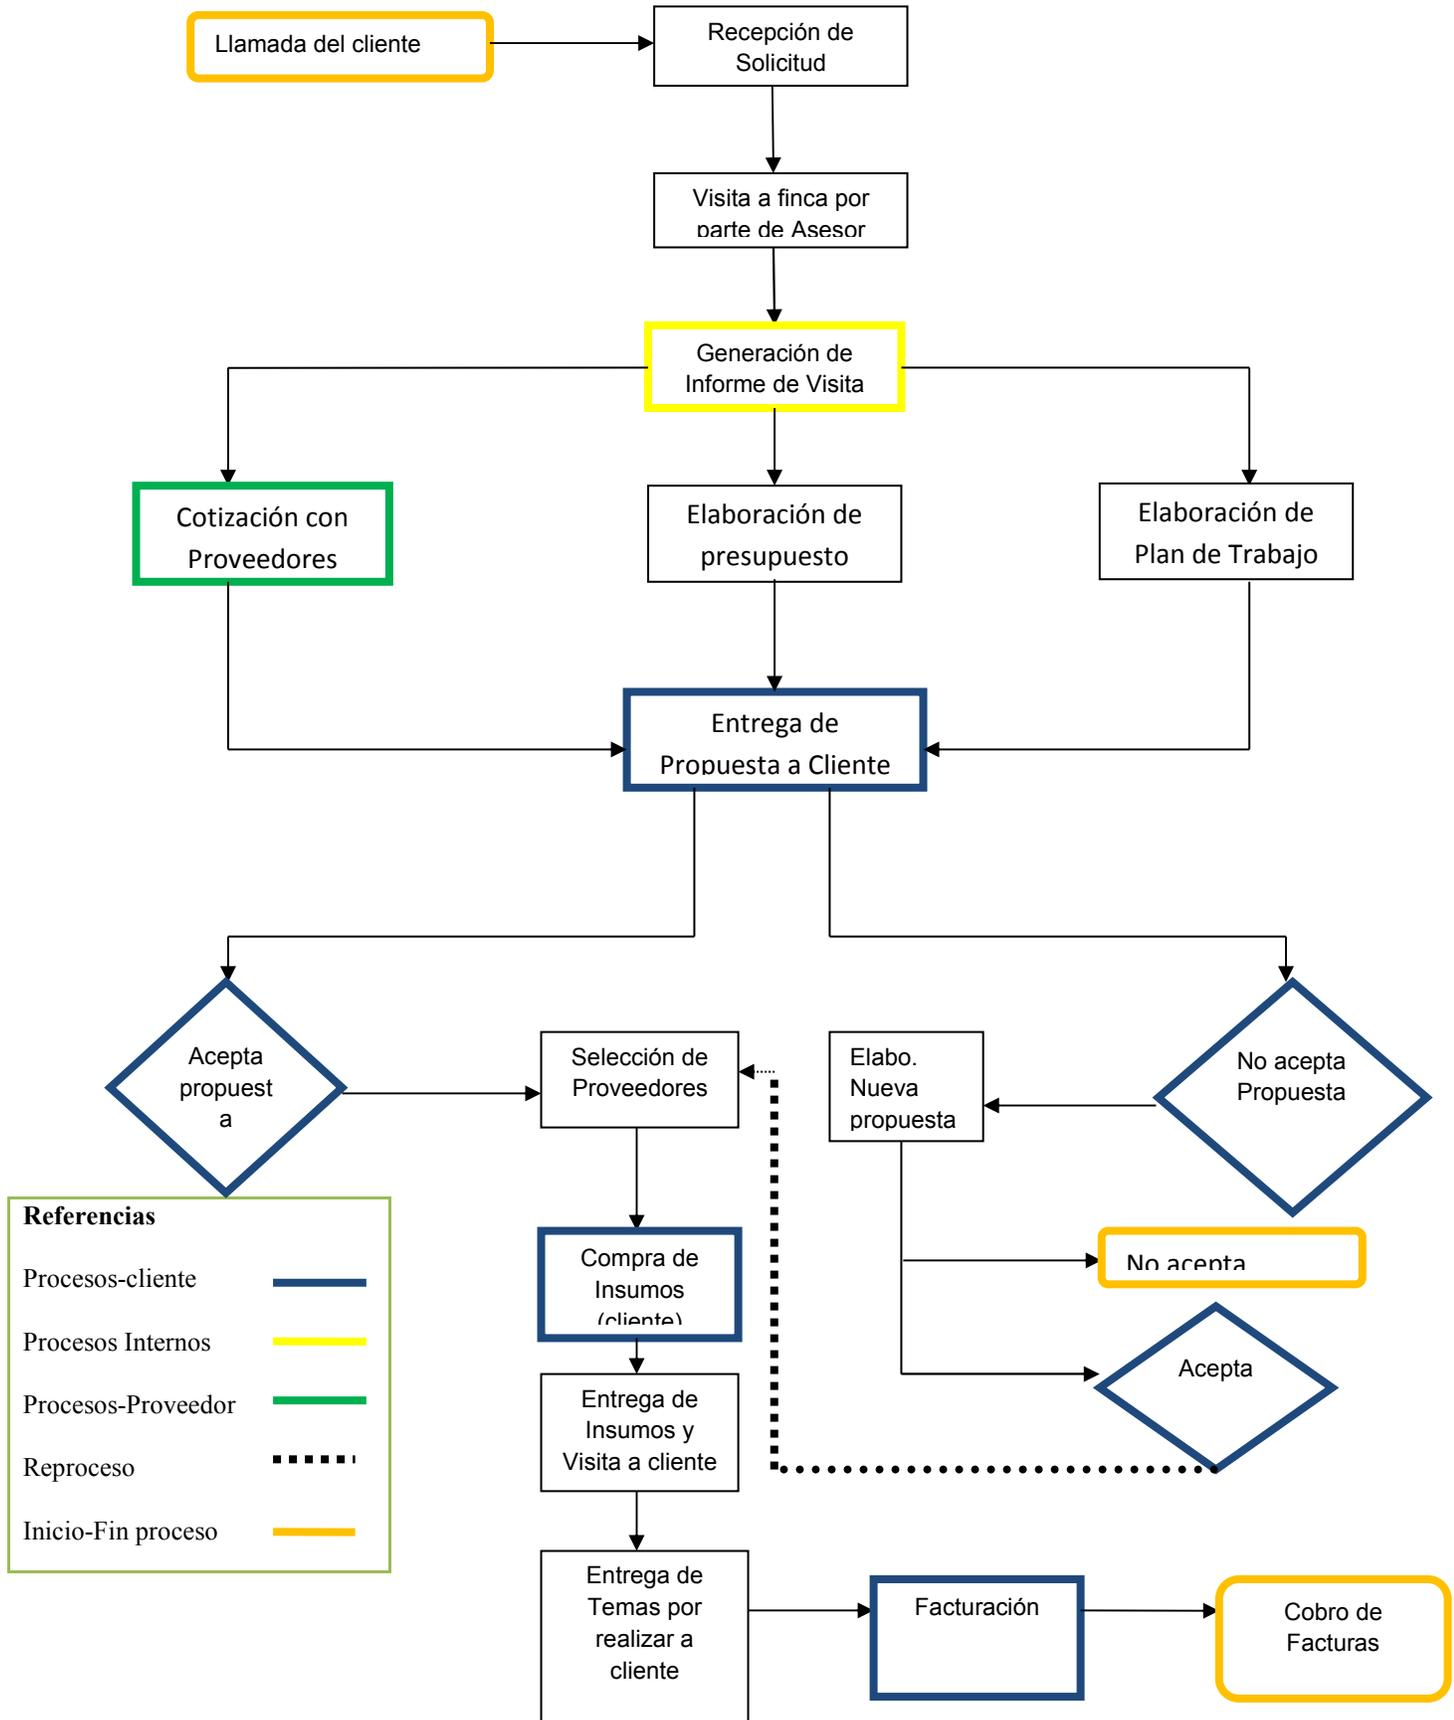 Llamada del cliente
Recepción de
Solicitud
Visita a finca por
parte de Asesor
Generación de
Informe de Visita
Cotización con
Proveedores
Elaboración de
presupuesto
Elaboración de
Plan de Trabajo
Entrega de
Propuesta a Cliente
Acepta
propuest
a
Selección de
Proveedores
Elabo.
Nueva
propuesta
No acepta
Propuesta
Referencias
Procesos-cliente
Procesos Internos
Procesos-Proveedor
Reproceso
Inicio-Fin proceso
Compra de
Insumos
(cliente)
No acepta
Acepta
Entrega de
Insumos y
Visita a cliente
Entrega de
Temas por
realizar a
cliente
Facturación
Cobro de
Facturas